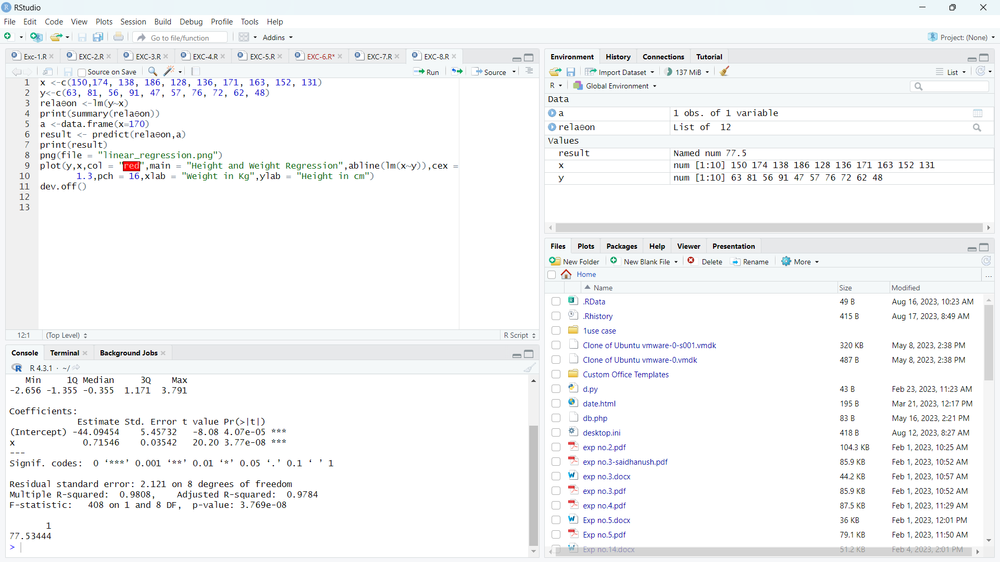 RStudio
File Edit Code View Plots Session Build Debug Profile Tools Help
Go to file/function Addins Project: (None)
Exc-1.R EXC-2.R EXC-3.R EXC-4.R EXC-5.R EXC-6.R* EXC-7.R EXC-8.R
Source on Save Run Source
1 x <-c(150,174, 138, 186, 128, 136, 171, 163, 152, 131)
2 y<-c(63, 81, 56, 91, 47, 57, 76, 72, 62, 48)
3 relaɵon <-lm(y~x)
4 print(summary(relaɵon))
5 a <-data.frame(x=170)
6 result <- predict(relaɵon,a)
7 print(result)
8 png(file = "linear_regression.png")
9 plot(y,x,col = "red",main = "Height and Weight Regression",abline(lm(x~y)),cex =
10 1.3,pch = 16,xlab = "Weight in Kg",ylab = "Height in cm")
11 dev.off()
12
13
12:1 (Top Level) R Script
Console Terminal Background Jobs
R 4.3.1 · ~/
Min 1Q Median 3Q Max
-2.656 -1.355 -0.355 1.171 3.791
Coefficients:
Estimate Std. Error t value Pr(>|t|)
(Intercept) -44.09454 5.45732 -8.08 4.07e-05 ***
x 0.71546 0.03542 20.20 3.77e-08 ***
---
Signif. codes: 0 ‘***’ 0.001 ‘**’ 0.01 ‘*’ 0.05 ‘.’ 0.1 ‘ ’ 1
Residual standard error: 2.121 on 8 degrees of freedom
Multiple R-squared: 0.9808, Adjusted R-squared: 0.9784
F-statistic: 408 on 1 and 8 DF, p-value: 3.769e-08
1
77.53444
>
Environment History Connections Tutorial
Import Dataset 137 MiB List
R Global Environment
Data
a 1 obs. of 1 variable
relaɵon List of 12
Values
result Named num 77.5
x num [1:10] 150 174 138 186 128 136 171 163 152 131
y num [1:10] 63 81 56 91 47 57 76 72 62 48
Files Plots Packages Help Viewer Presentation
New Folder New Blank File Delete Rename More
Home ...
Name Size Modified
.RData 49 B Aug 16, 2023, 10:23 AM
.Rhistory 415 B Aug 17, 2023, 8:49 AM
1use case
Clone of Ubuntu vmware-0-s001.vmdk 320 KB May 8, 2023, 2:38 PM
Clone of Ubuntu vmware-0.vmdk 487 B May 8, 2023, 2:38 PM
Custom Office Templates
d.py 43 B Feb 23, 2023, 11:23 AM
date.html 195 B Mar 21, 2023, 12:17 PM
db.php 83 B May 16, 2023, 2:21 PM
desktop.ini 418 B Aug 12, 2023, 8:27 AM
exp no.2.pdf 104.3 KB Feb 1, 2023, 10:25 AM
exp no.3-saidhanush.pdf 85.9 KB Feb 1, 2023, 10:52 AM
exp no.3.docx 44.2 KB Feb 1, 2023, 10:57 AM
exp no.3.pdf 85.9 KB Feb 1, 2023, 10:52 AM
exp no.4.pdf 87.5 KB Feb 1, 2023, 11:29 AM
Exp no.5.docx 36 KB Feb 1, 2023, 12:01 PM
Exp no.5.pdf 79.1 KB Feb 1, 2023, 11:50 AM
Exp no.14.docx 51.2 KB Feb 4, 2023, 2:01 PM